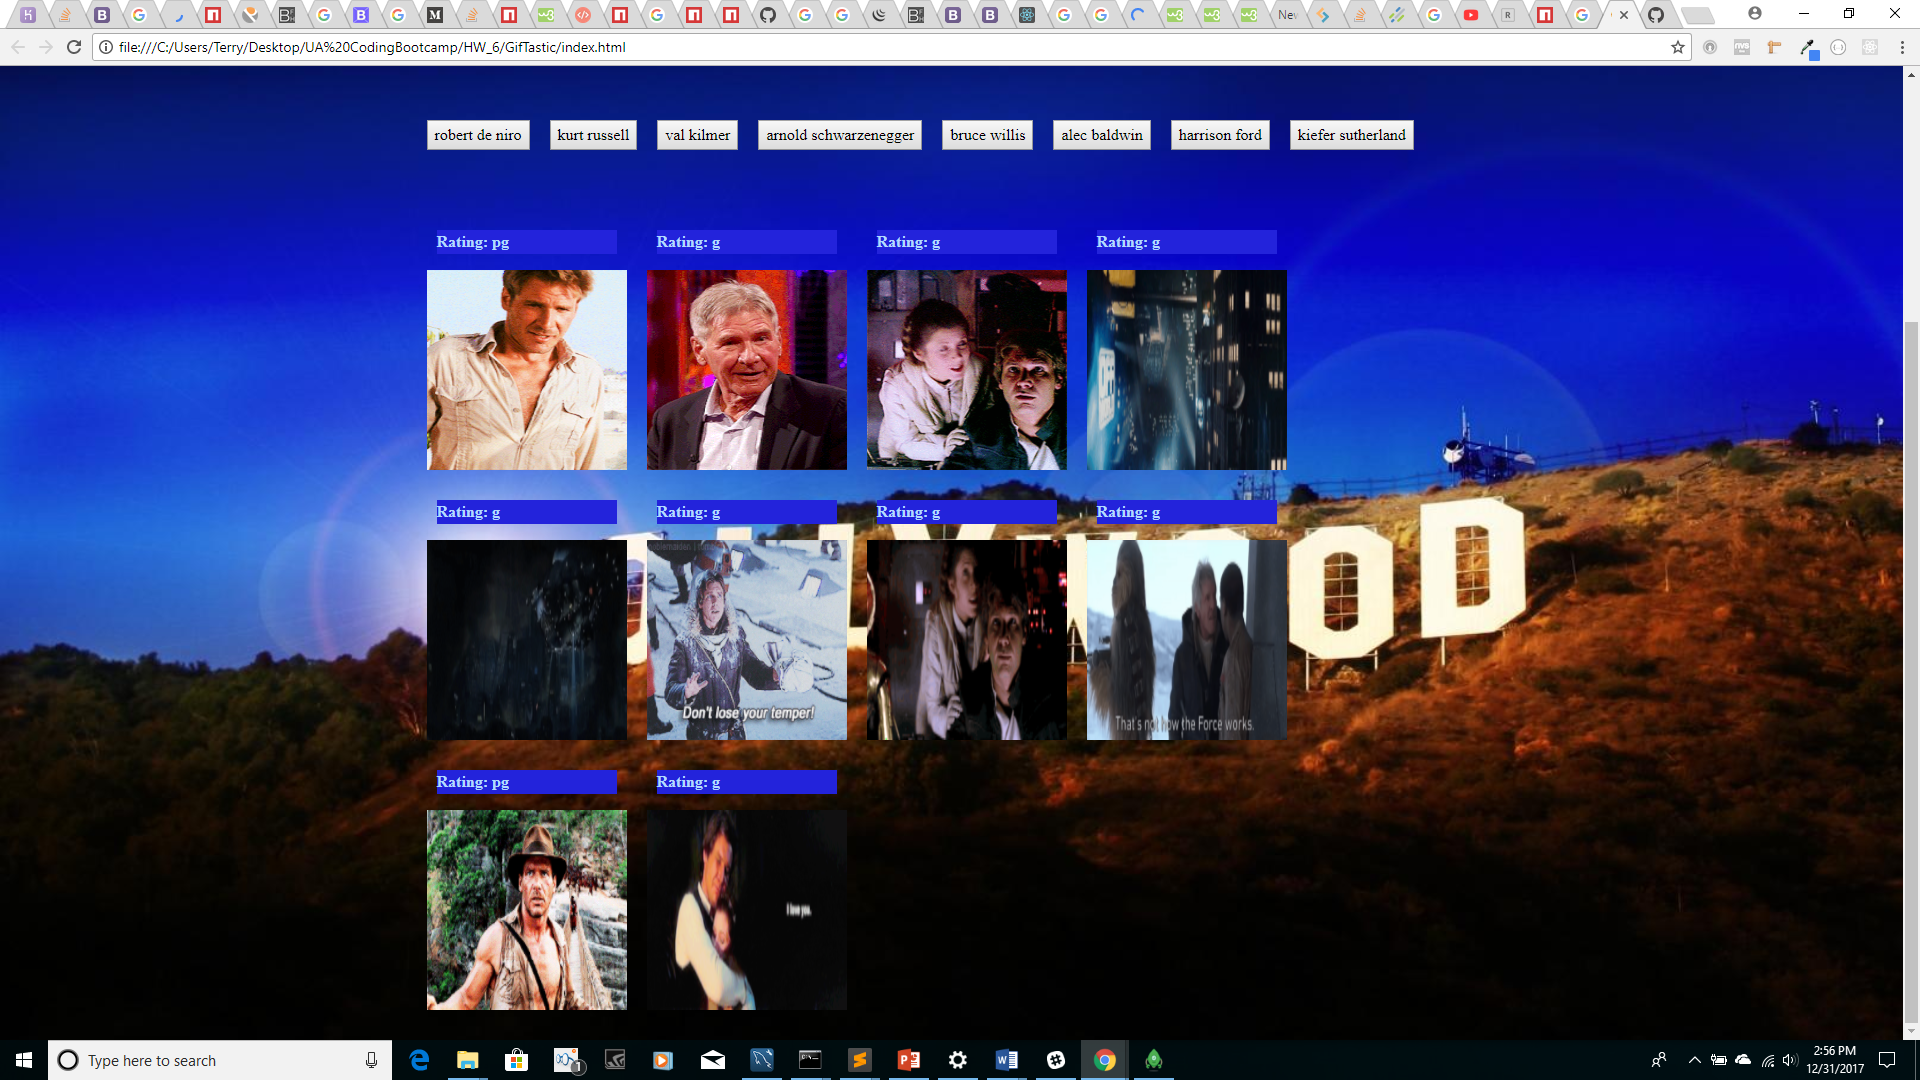 New
file:///C:/Users/Terry/Desktop/UA%20CodingBootcamp/HW_6/GifTastic/index.html
robert de niro kurt russell val kilmer arnold schwarzenegger bruce willis alec baldwin harrison ford kiefer sutherland
Rating: pg Rating: g Rating: g Rating: g
Rating: g Rating: g Rating: g Rating: g
Don't lose your temper!
That's not how the Force works.
OOD
Rating: pg Rating: g
I love you.
Type here to search
1
2:56 PM
12/31/2017